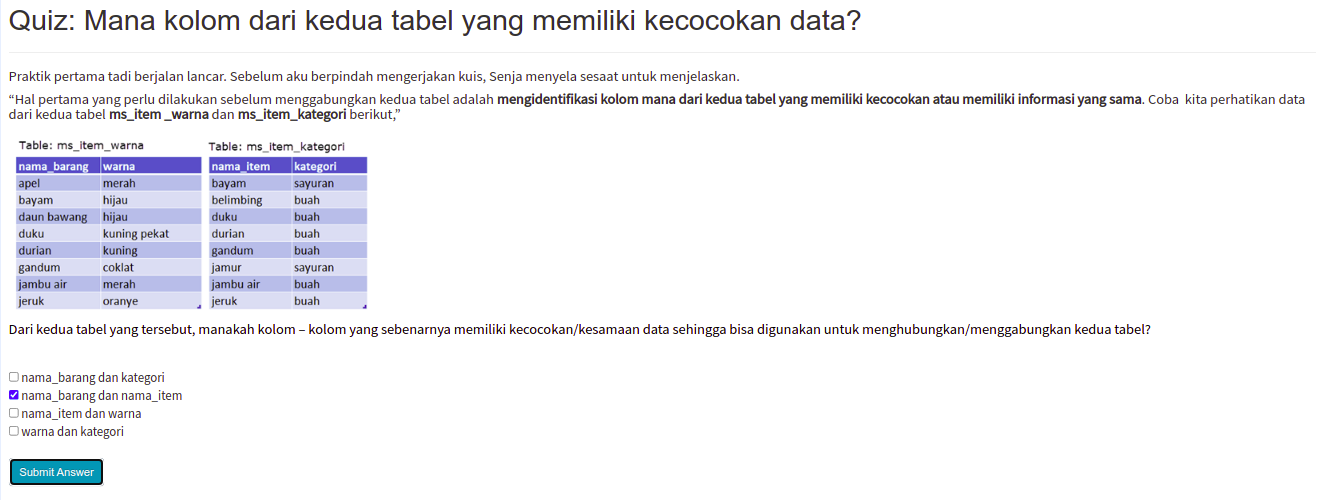 Quiz: Mana kolom dari kedua tabel yang memiliki kecocokan data?
Praktik pertama tadi berjalan lancar. Sebelum aku berpindah mengerjakan kuis, Senja menyela sesaat untuk menjelaskan.
“Hal pertama yang perlu dilakukan sebelum menggabungkan kedua tabel adalah mengidentifikasi kolom mana dari kedua tabel yang memiliki kecocokan atau memiliki informasi yang sama. Coba kita perhatikan data
dari kedua tabel ms_item _warna dan ms_item_kategori berikut,”
Table: ms_item_warna
nama_barang warna
apel merah
bayam hijau
daun bawang hijau
duku kuning pekat
durian kuning
gandum coklat
jambu air merah
jeruk oranye
Table: ms_item_kategori
nama_item kategori
bayam sayuran
belimbing buah
duku buah
durian buah
gandum buah
jamur sayuran
jambu air buah
jeruk buah
Dari kedua tabel yang tersebut, manakah kolom – kolom yang sebenarnya memiliki kecocokan/kesamaan data sehingga bisa digunakan untuk menghubungkan/menggabungkan kedua tabel?
nama_barang dan kategori
nama_barang dan nama_item
nama_item dan warna
warna dan kategori
Submit Answer